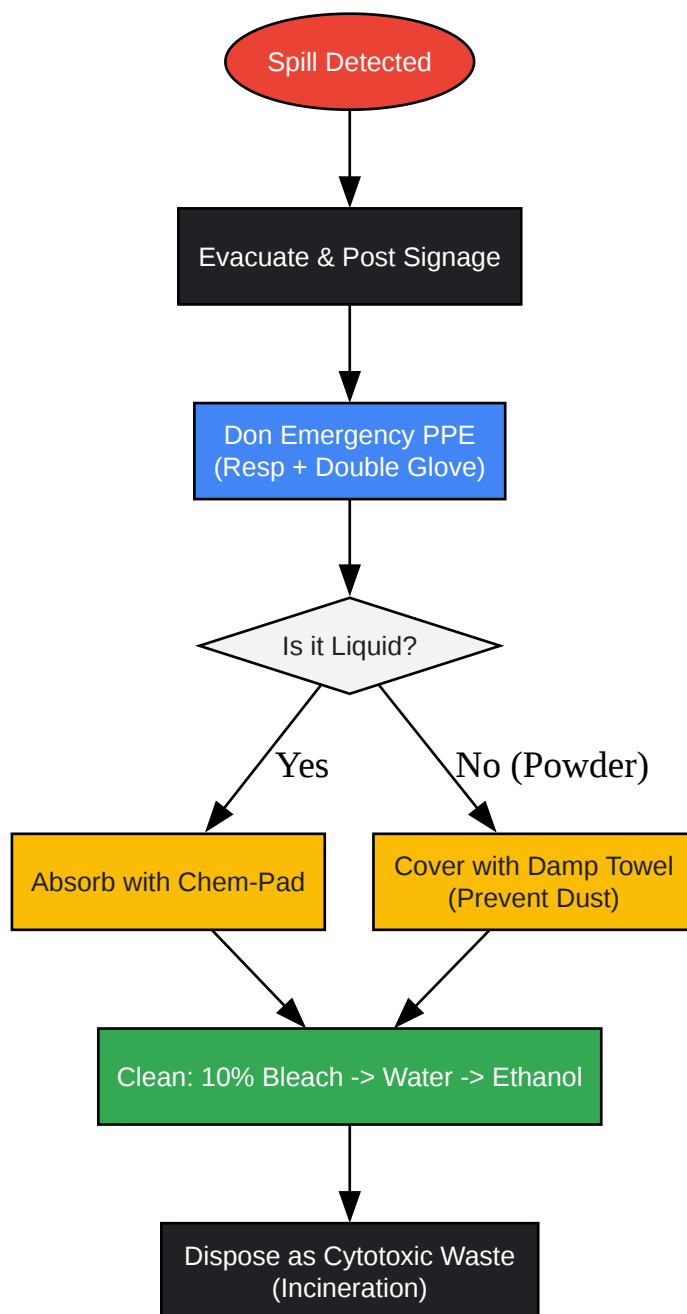 Spill Detected
Evacuate & Post Signage
Don Emergency PPE
(Resp + Double Glove)
Is it Liquid?
Yes
No (Powder)
Absorb with Chem-Pad
Cover with Damp Towel
(Prevent Dust)
Clean: 10% Bleach -> Water -> Ethanol
Dispose as Cytotoxic Waste
(Incineration)